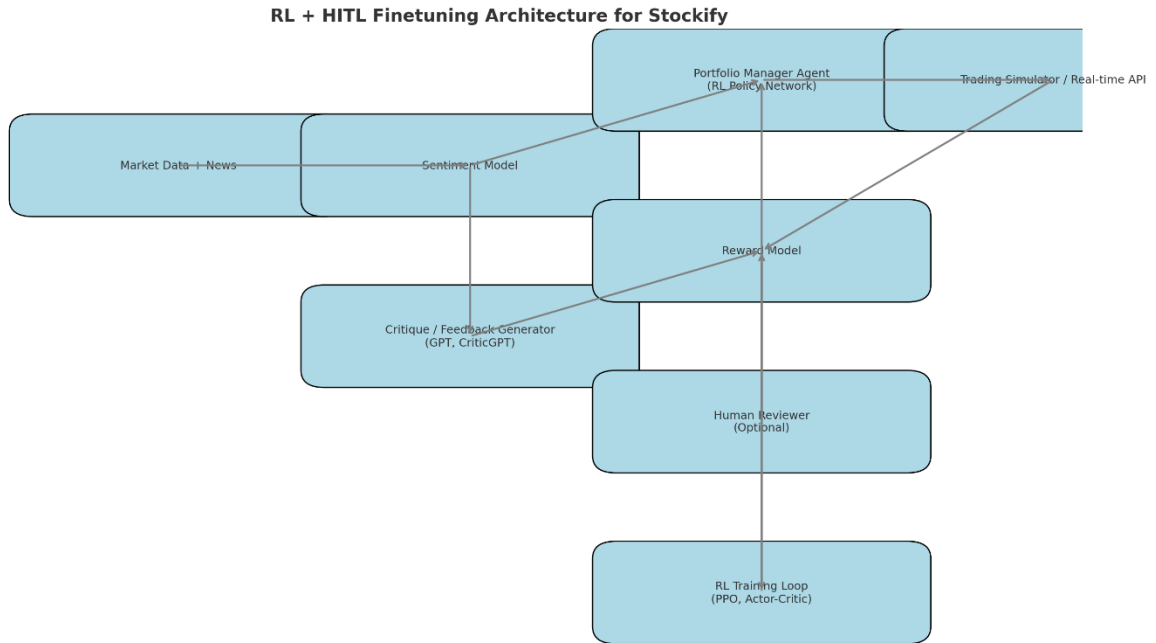 RL + HITL Finetuning Architecture for Stockify
Portfolio Manager Agent
(RL Policy Network)
Trading Simulator / Real-time API
Market Data + News
Sentiment Model
Reward Model
Critique / Feedback Generator
(GPT, CriticGPT)
Human Reviewer
(Optional)
RL Training Loop
(PPO, Actor-Critic)